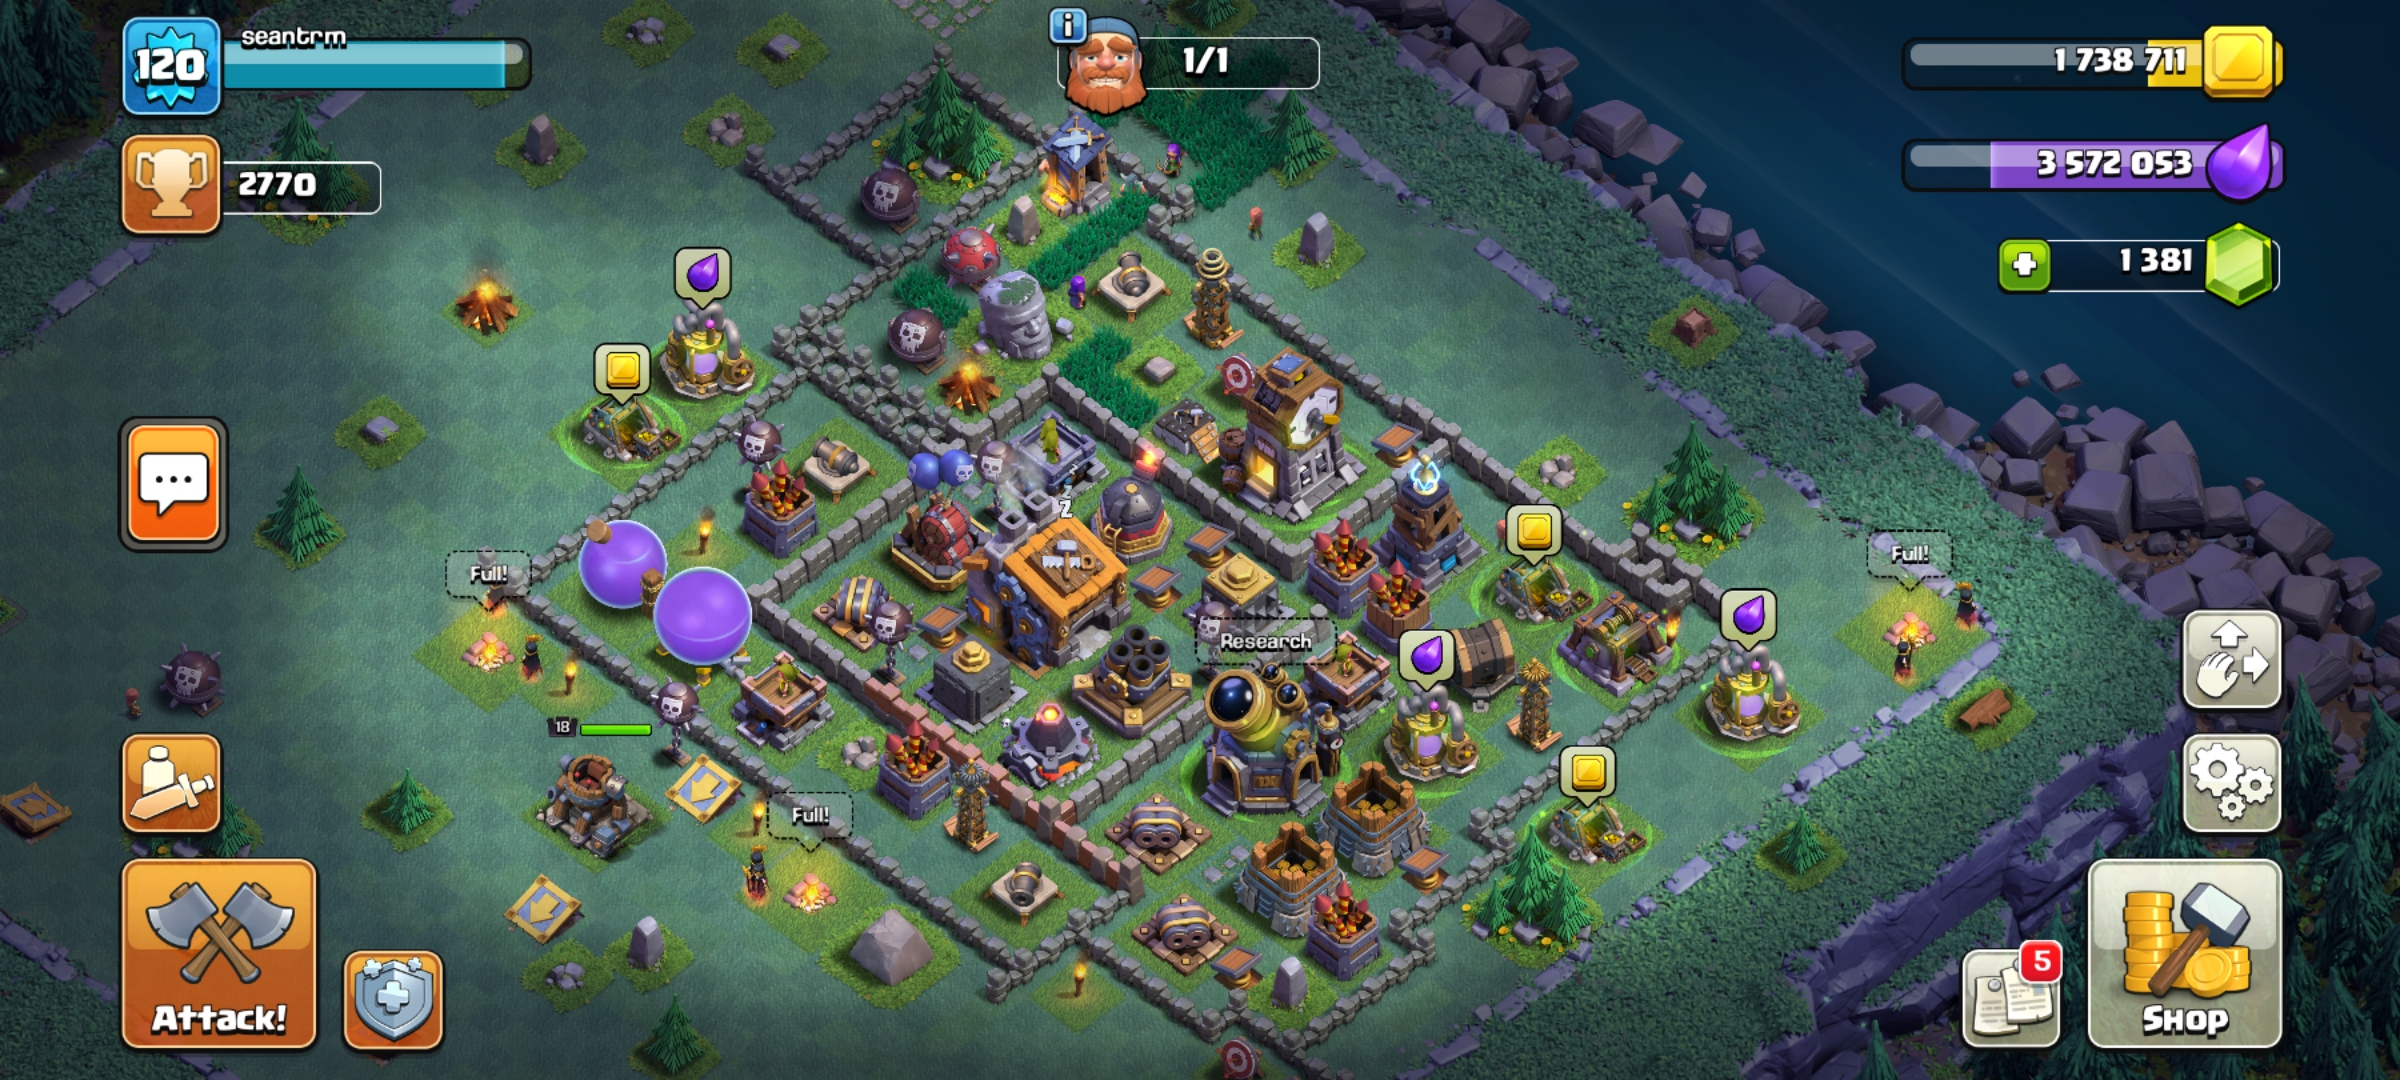 seantrm
120
1/1
1 738 711
2770
3 572 053
1 381
Full!
Full!
Research
18
Full!
5
Attack!
Shop